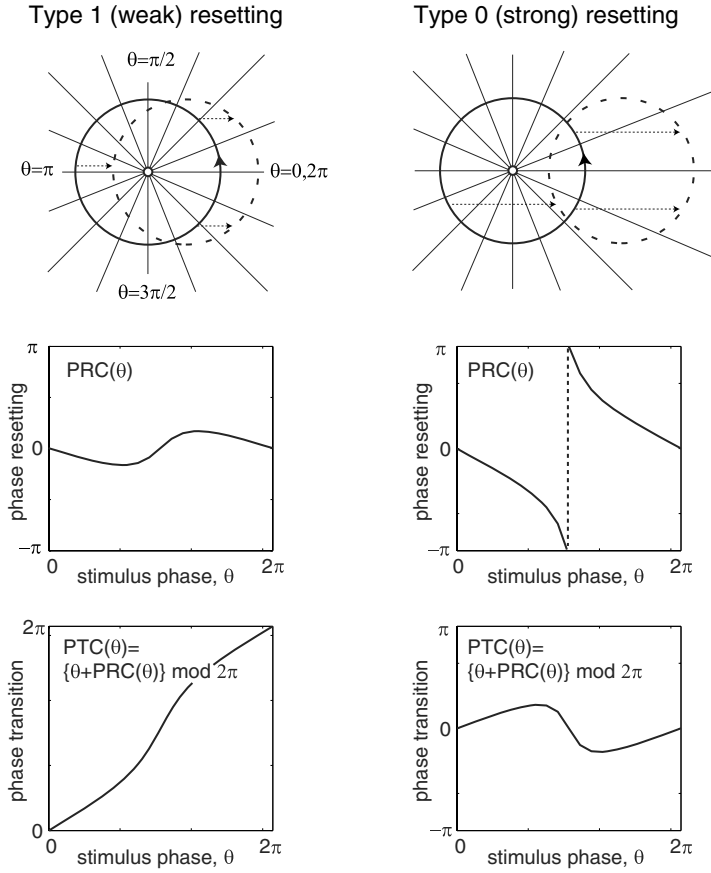 Type 1 (weak) resetting
Type 0 (strong) resetting
θ=π/2
θ=π
θ=0,2π
θ=3π/2
π
PRC(θ)
0
−π
phase resetting
0
2π
stimulus phase, θ
π
PRC(θ)
0
−π
phase resetting
0
2π
stimulus phase, θ
2π
PTC(θ)=
{θ+PRC(θ)} mod 2π
phase transition
0
0
2π
stimulus phase, θ
π
PTC(θ)=
{θ+PRC(θ)} mod 2π
0
−π
phase transition
0
2π
stimulus phase, θ